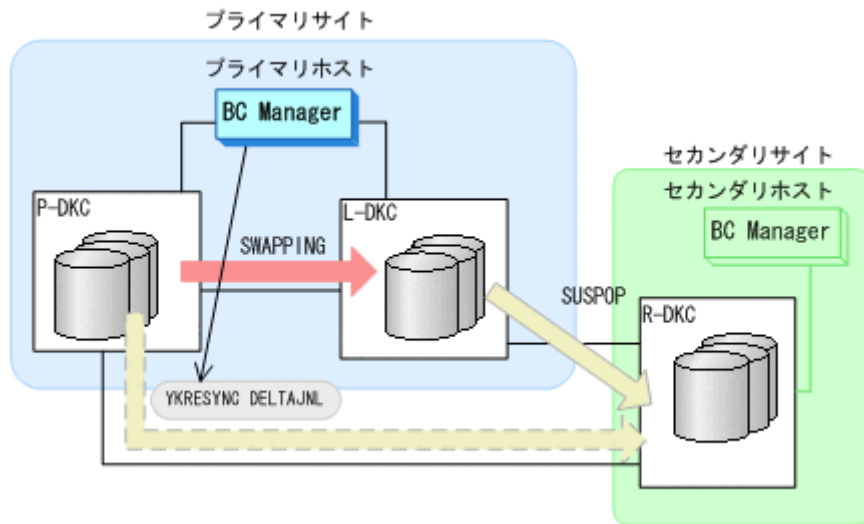 プライマリサイト
プライマリホスト
BC Manager
セカンダリサイト
セカンダリホスト
BC Manager
P-DKC
L-DKC
SWAPPING
SUSPOP
R-DKC
YKRESYNC DELTAJNL